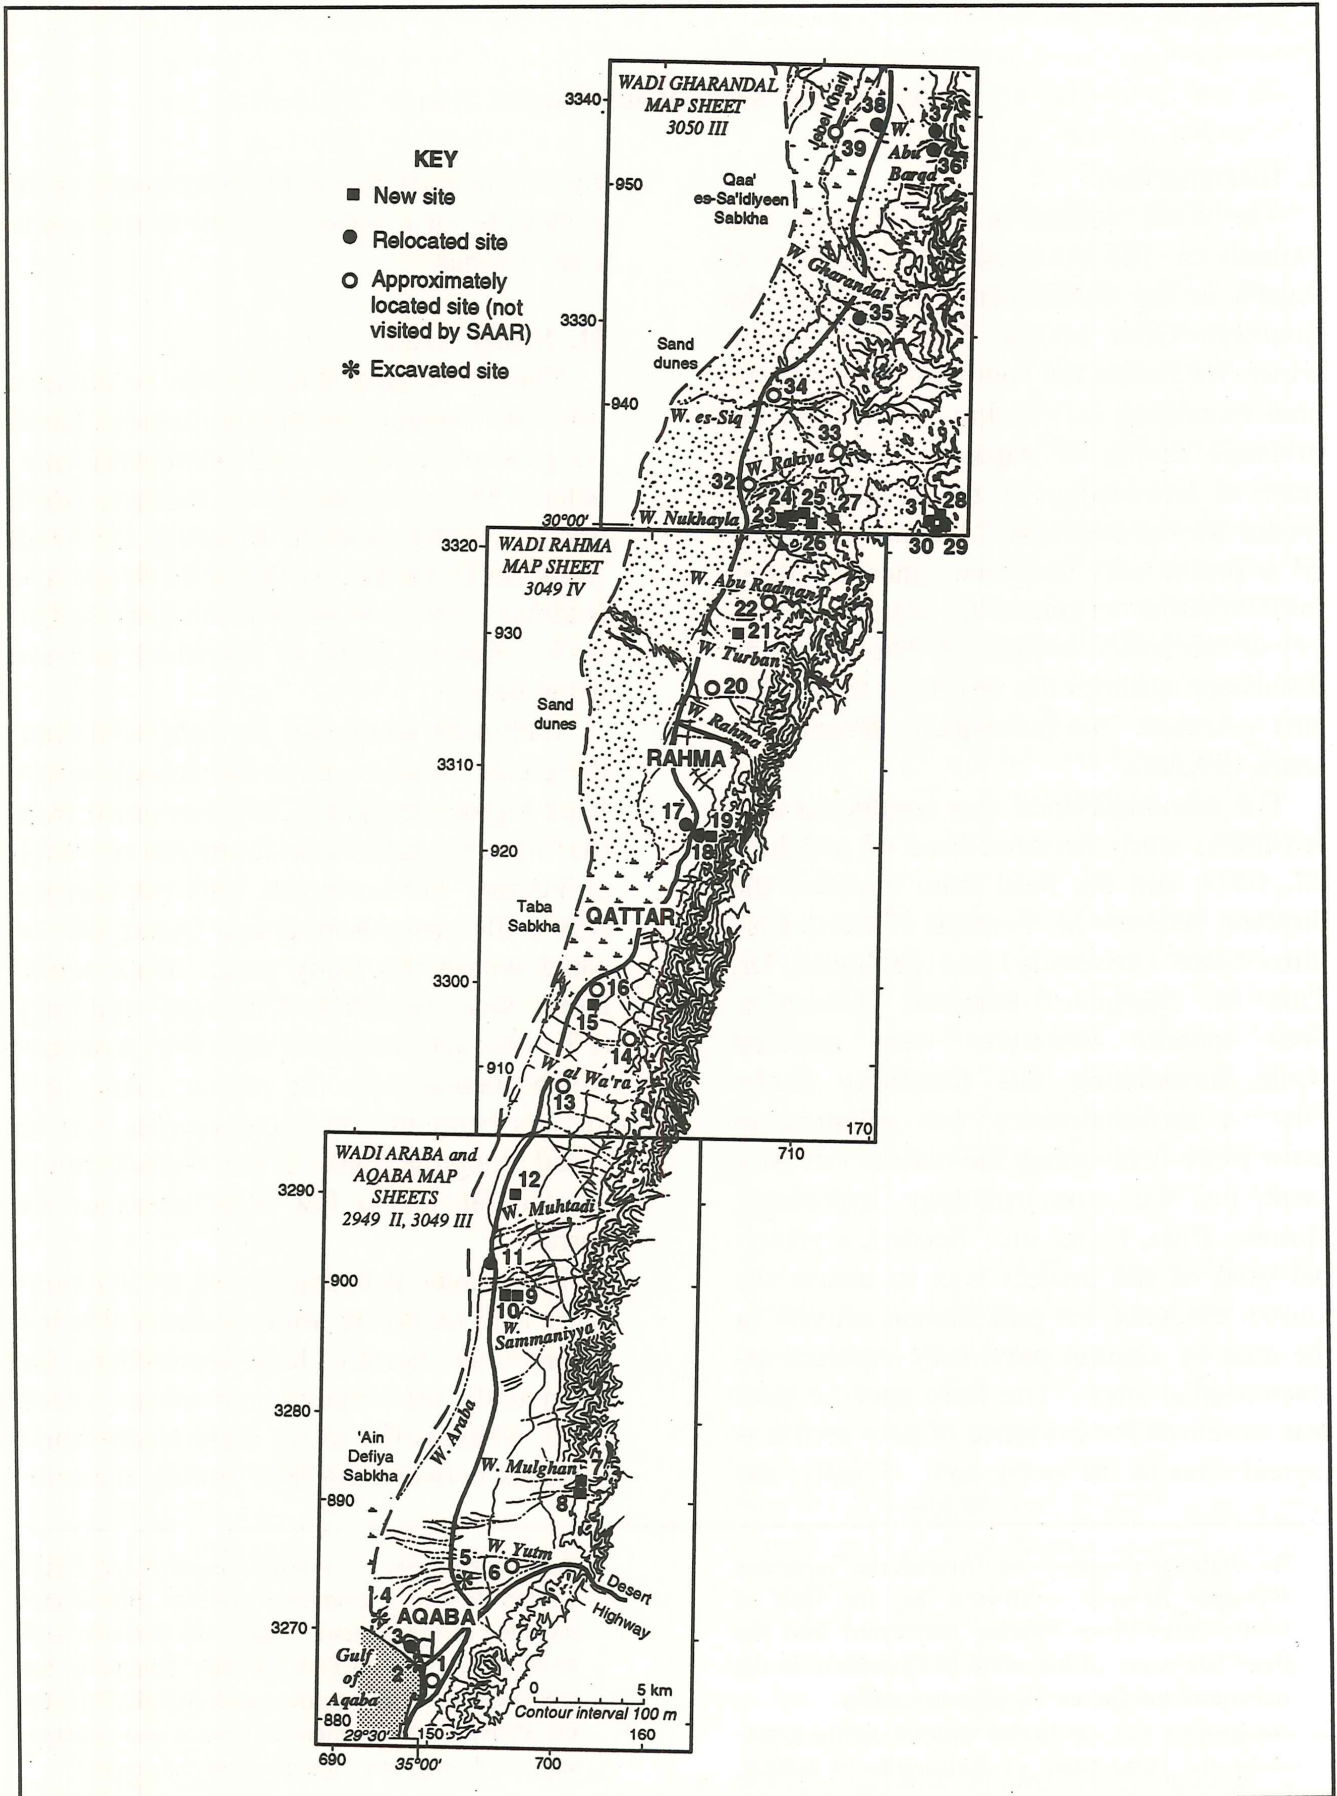 KEY
New site
Relocated site
Approximately
located site (not
visited by SAAR)
Excavated site
WADI GHARANDAL
MAP SHEET
3050 III
3340
950
3330
940
30°00'
Jebel Kharij
38
37
39
W.
Abu
Barqa
36
Qaa'
es-Sa'idiyeen
Sabkha
W. Gharandal
35
Sand
dunes
34
W. es-Siq
33
W. Rakiya
32
24
25
27
28
31
23
W. Nukhayla
26
30
29
WADI RAHMA
MAP SHEET
3049 IV
3320
930
3310
920
3300
910
W. Abu Radman
22
21
W. Turban
20
Sand
dunes
W. Rahma
RAHMA
17
19
18
Taba
Sabkha
QATTAR
16
15
14
W. al Wa'ra
13
170
710
WADI ARABA and
AQABA MAP
SHEETS
2949 II, 3049 III
3290
900
3280
890
3270
880
12
W. Muhtadi
11
9
10
W.
Sammaniyya
W. Araba
'Ain
Defiya
Sabkha
W. Mulghan
7
8
W. Yutm
5
6
Desert
Highway
4
AQABA
3
2
1
Gulf
of
Aqaba
0
5 km
Contour interval 100 m
29°30'
150
160
690
35°00'
700